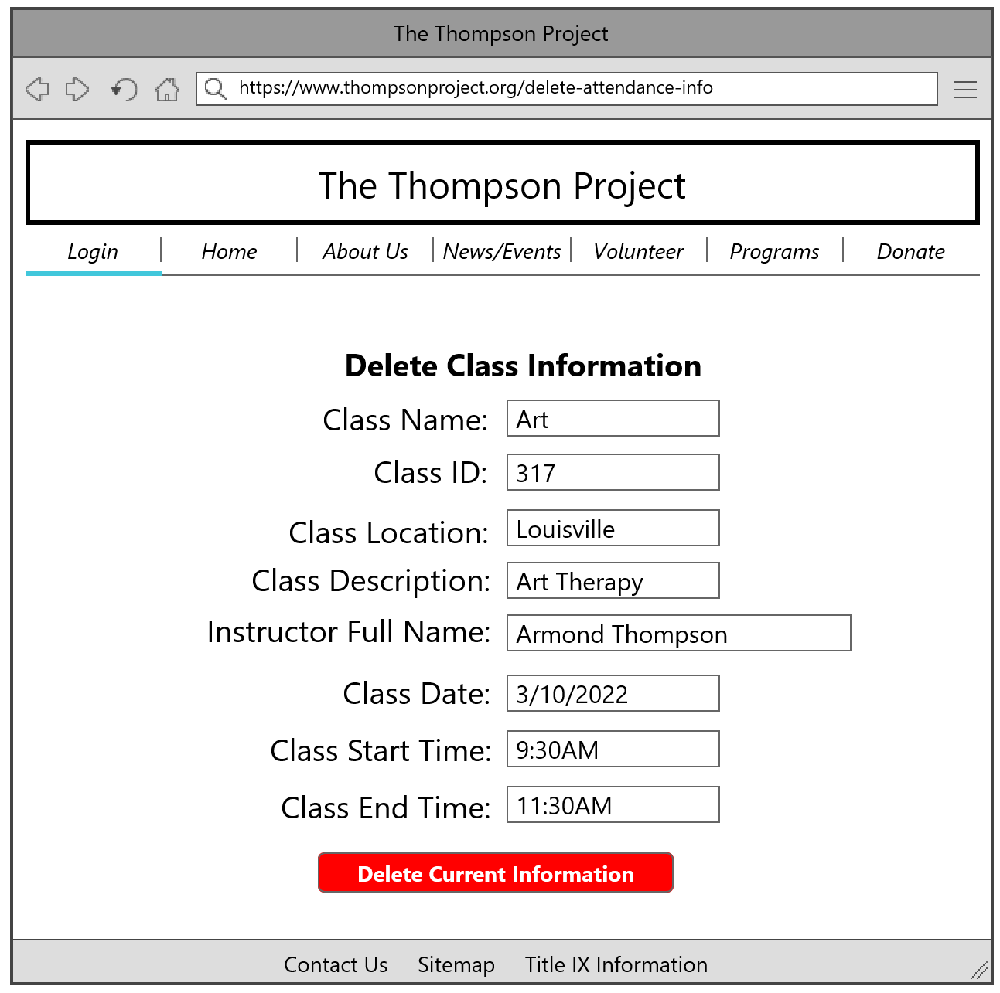 The Thompson Project
https://www.thompsonproject.org/delete-attendance-info
The Thompson Project
Login Home About Us News/Events Volunteer Programs Donate
Delete Class Information
Class Name: Art
Class ID: 317
Class Location: Louisville
Class Description: Art Therapy
Instructor Full Name: Armond Thompson
Class Date: 3/10/2022
Class Start Time: 9:30AM
Class End Time: 11:30AM
Delete Current Information
Contact Us Sitemap Title IX Information